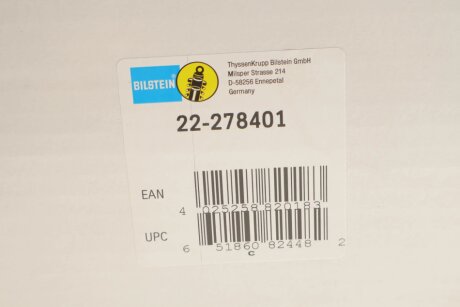 BILSTEIN
ThyssenKrupp Bilstein GmbH
Milsper Strasse 214
D-58256 Ennepetal
Germany
22-278401
EAN
4 025258 820183
UPC
6 51860 82448 2
C